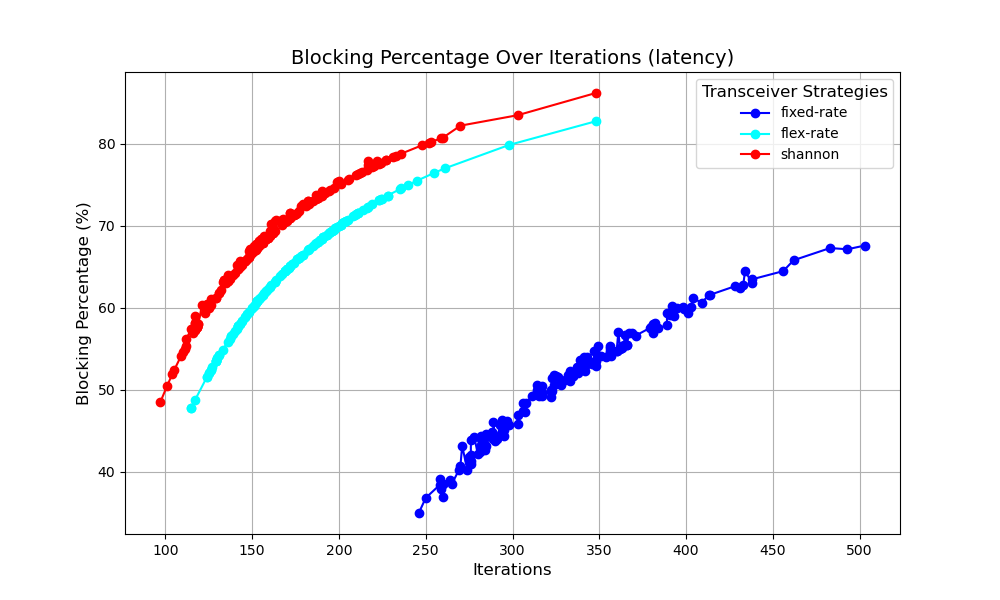 Blocking Percentage Over Iterations (latency)
Transceiver Strategies
fixed-rate
flex-rate
shannon
Blocking Percentage (%)
80
70
60
50
40
100 150 200 250 300 350 400 450 500
Iterations